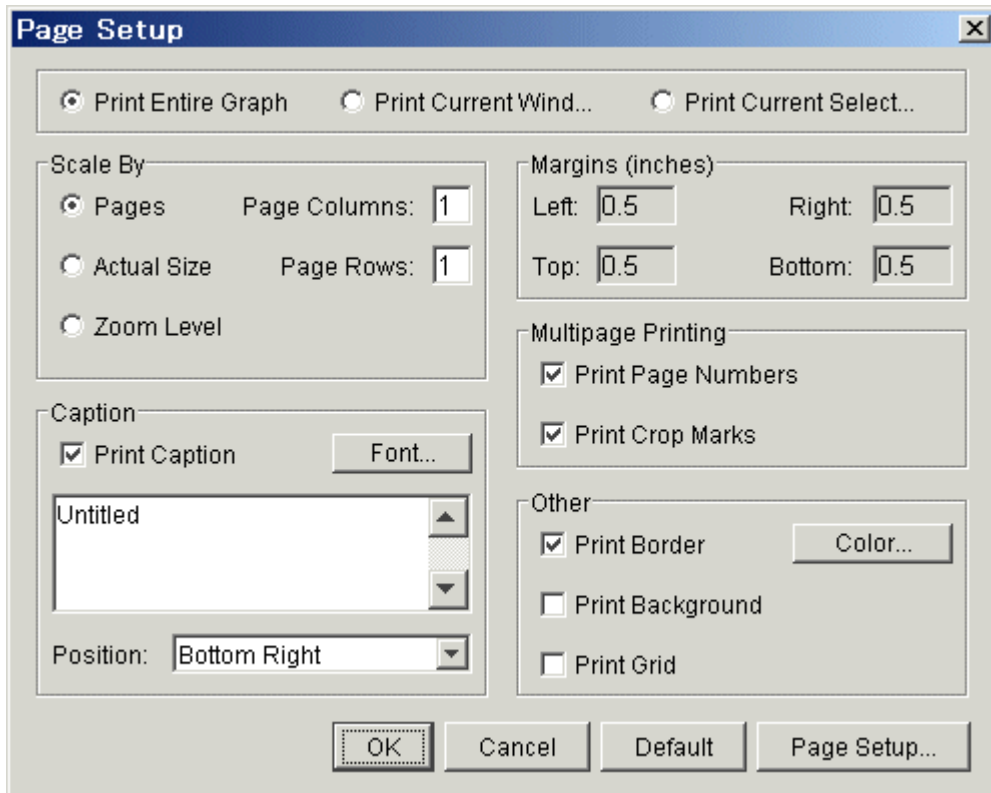 Page Setup
Print Entire Graph Print Current Wind... Print Current Select...
Scale By
Pages Page Columns: 1
Actual Size Page Rows: 1
Zoom Level
Margins (inches)
Left: 0.5 Right: 0.5
Top: 0.5 Bottom: 0.5
Multipage Printing
Print Page Numbers
Print Crop Marks
Caption
Print Caption Font...
Untitled
Position: Bottom Right
Other
Print Border Color...
Print Background
Print Grid
OK Cancel Default Page Setup...